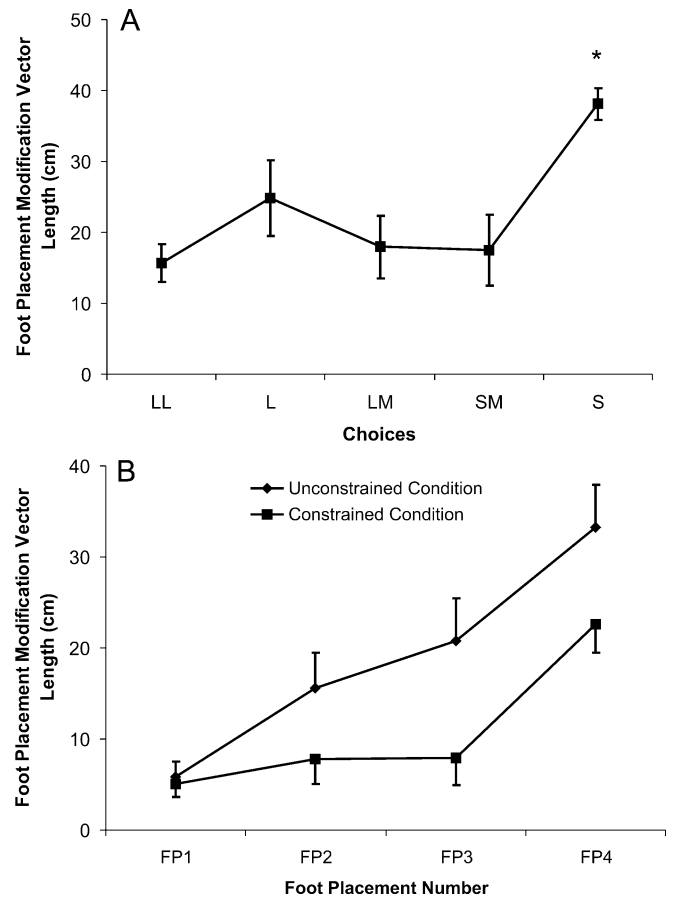 A
50
40
30
20
10
0
Foot Placement Modification Vector
Length (cm)
*
LL L LM SM S
Choices
B
40
30
20
10
0
Foot Placement Modification Vector
Length (cm)
Unconstrained Condition
Constrained Condition
FP1 FP2 FP3 FP4
Foot Placement Number